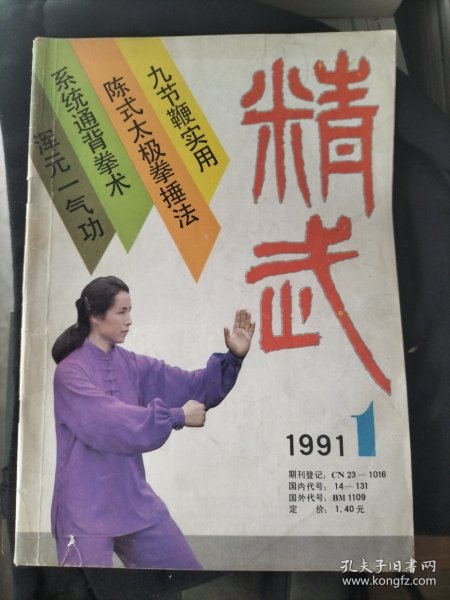 精武
九节鞭实用
陈式太极拳捶法
系统通背拳术
浑元一气功
1991 1
期刊登记: CN 23—1016
国内代号: 14—131
国外代号: BM 1109
定 价: 1.40元
孔夫子旧书网
www.kongfz.com